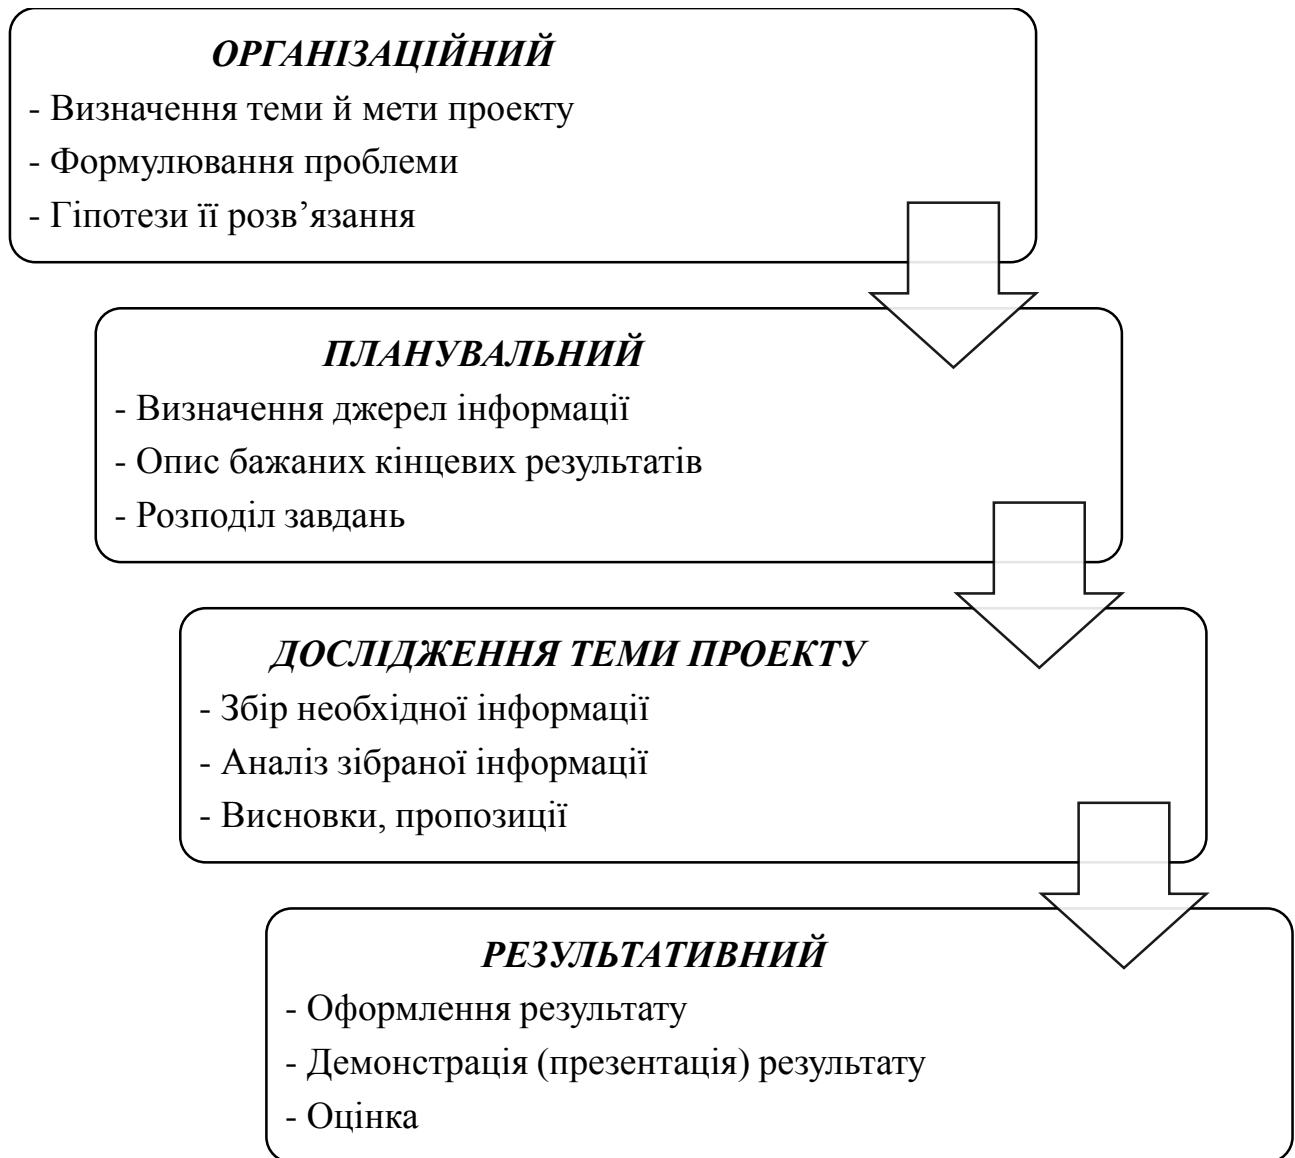 ОРГАНІЗАЦІЙНИЙ
- Визначення теми й мети проекту
- Формулювання проблеми
- Гіпотези її розв’язання
ПЛАНУВАЛЬНИЙ
- Визначення джерел інформації
- Опис бажаних кінцевих результатів
- Розподіл завдань
ДОСЛІДЖЕННЯ ТЕМИ ПРОЕКТУ
- Збір необхідної інформації
- Аналіз зібраної інформації
- Висновки, пропозиції
РЕЗУЛЬТАТИВНИЙ
- Оформлення результату
- Демонстрація (презентація) результату
- Оцінка